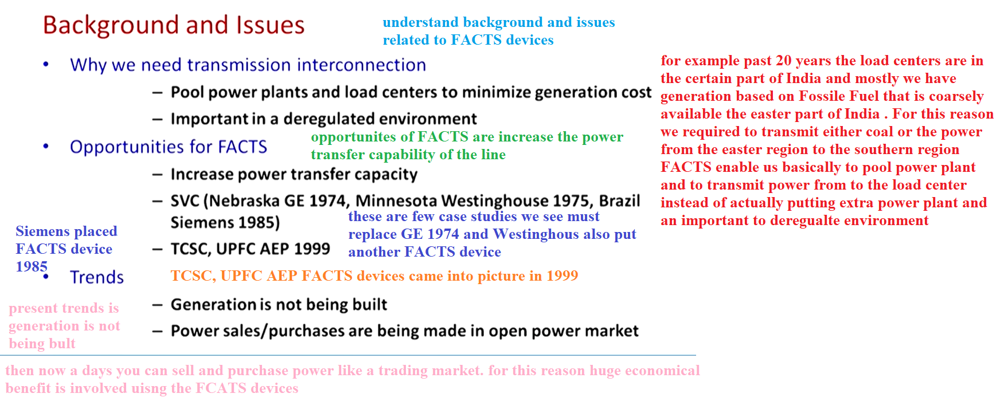 Background and Issues
understand background and issues
related to FACTS devices
• Why we need transmission interconnection
– Pool power plants and load centers to minimize generation cost
– Important in a deregulated environment
for example past 20 years the load centers are in
the certain part of India and mostly we have
generation based on Fossile Fuel that is coarsely
available the easter part of India . For this reason
we required to transmit either coal or the power
from the easter region to the southern region
FACTS enable us basically to pool power plant
and to transmit power from to the load center
instead of actually putting extra power plant and
an important to deregualte environment
• Opportunities for FACTS
opportunites of FACTS are increase the power
transfer capability of the line
– Increase power transfer capacity
– SVC (Nebraska GE 1974, Minnesota Westinghouse 1975, Brazil
Siemens 1985)
these are few case studies we see must
replace GE 1974 and Westinghous also put
another FACTS device
Siemens placed
FACTS device
1985
– TCSC, UPFC AEP 1999
• Trends
TCSC, UPFC AEP FACTS devices came into picture in 1999
– Generation is not being built
– Power sales/purchases are being made in open power market
present trends is
generation is not
being bult
then now a days you can sell and purchase power like a trading market. for this reason huge economical
benefit is involved uisng the FCATS devices